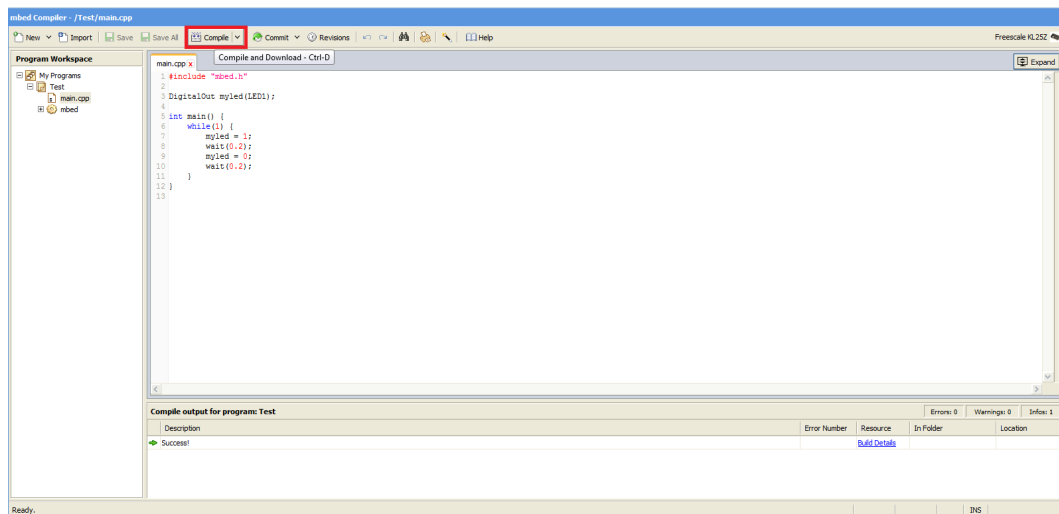 mbed Compiler - /Test/main.cpp
New Import Save Save All Compile Commit Revisions Help Freescale KL25Z
Program Workspace
My Programs
Test
main.cpp
mbed
main.cpp x
Compile and Download - Ctrl-D
Expand
1 #include "mbed.h"
2
3 DigitalOut myled(LED1);
4
5 int main() {
6 while(1) {
7 myled = 1;
8 wait(0.2);
9 myled = 0;
10 wait(0.2);
11 }
12 }
13
Compile output for program: Test Errors: 0 Warnings: 0 Infos: 1
Description Error Number Resource In Folder Location
Success! Build Details
Ready. INS